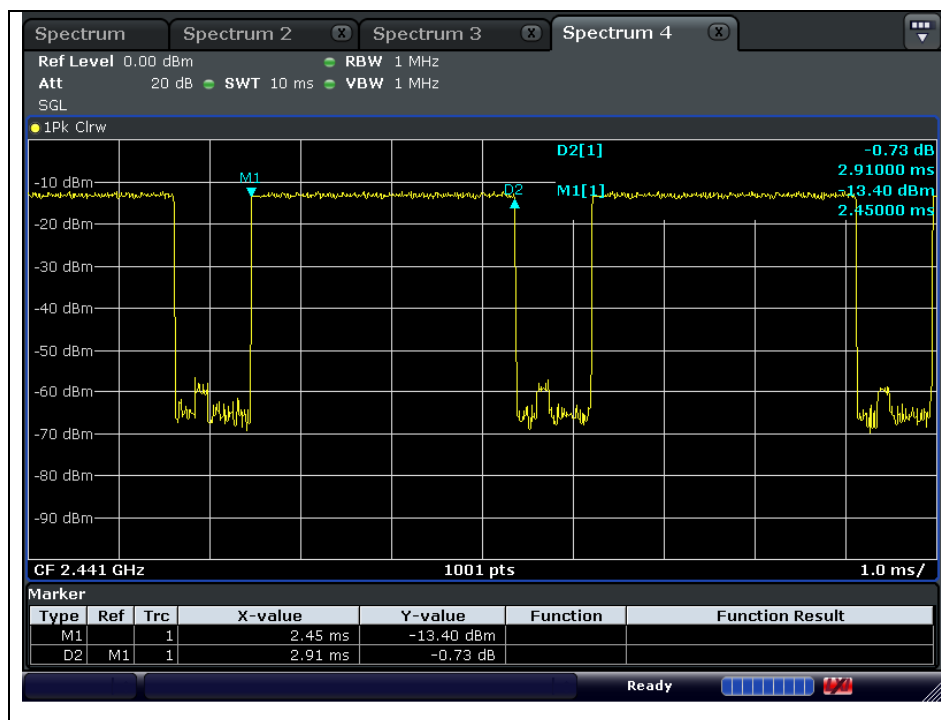 Spectrum Spectrum 2 X Spectrum 3 X Spectrum 4 X
Ref Level 0.00 dBm RBW 1 MHz
Att 20 dB SWT 10 ms VBW 1 MHz
SGL
1Pk Clrw
D2[1] -0.73 dB
2.91000 ms
M1[1] -13.40 dBm
2.45000 ms
M1
D2
-10 dBm
-20 dBm
-30 dBm
-40 dBm
-50 dBm
-60 dBm
-70 dBm
-80 dBm
-90 dBm
CF 2.441 GHz 1001 pts 1.0 ms/
Marker
Type Ref Trc X-value Y-value Function Function Result
M1 1 2.45 ms -13.40 dBm
D2 M1 1 2.91 ms -0.73 dB
Ready